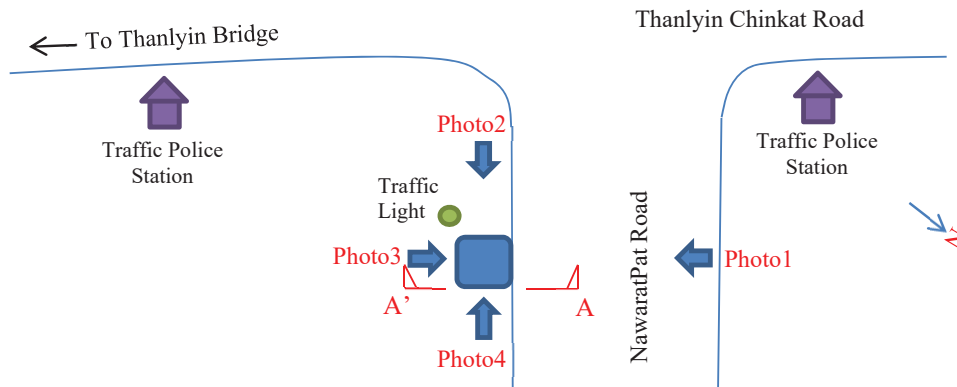 Thanlyin Chinkat Road
To Thanlyin Bridge
Photo2
Traffic Police
Station
Traffic Police
Station
Traffic
Light
NawaratPat Road
Photo3
Photo1
N
A’
A
Photo4